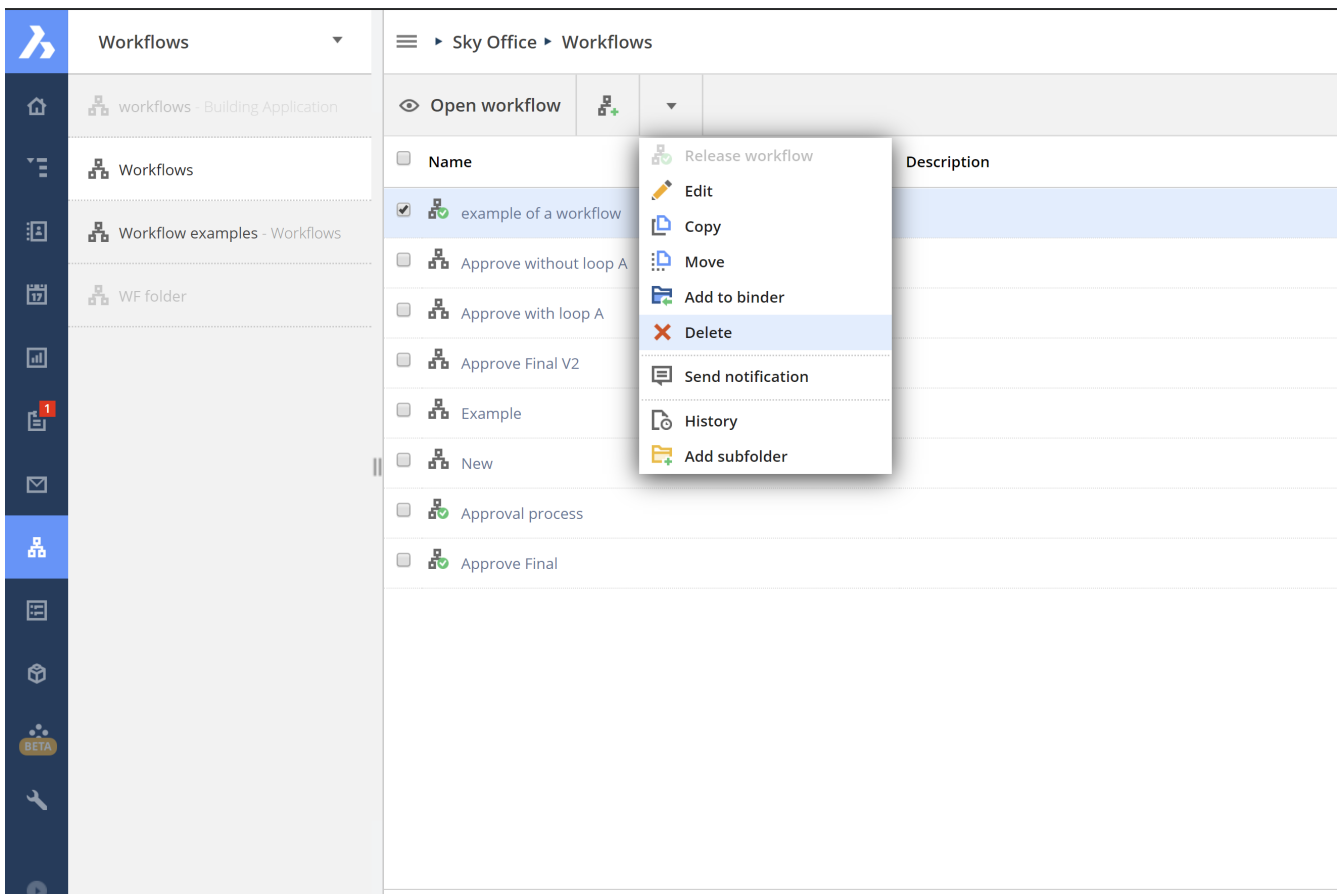 Workflows
Sky Office Workflows
workflows - Building Application
Workflows
Workflow examples - Workflows
WF folder
17
1
BETA
Open workflow
Name
Description
example of a workflow
Approve without loop A
Approve with loop A
Approve Final V2
Example
New
Approval process
Approve Final
Release workflow
Edit
Copy
Move
Add to binder
Delete
Send notification
History
Add subfolder